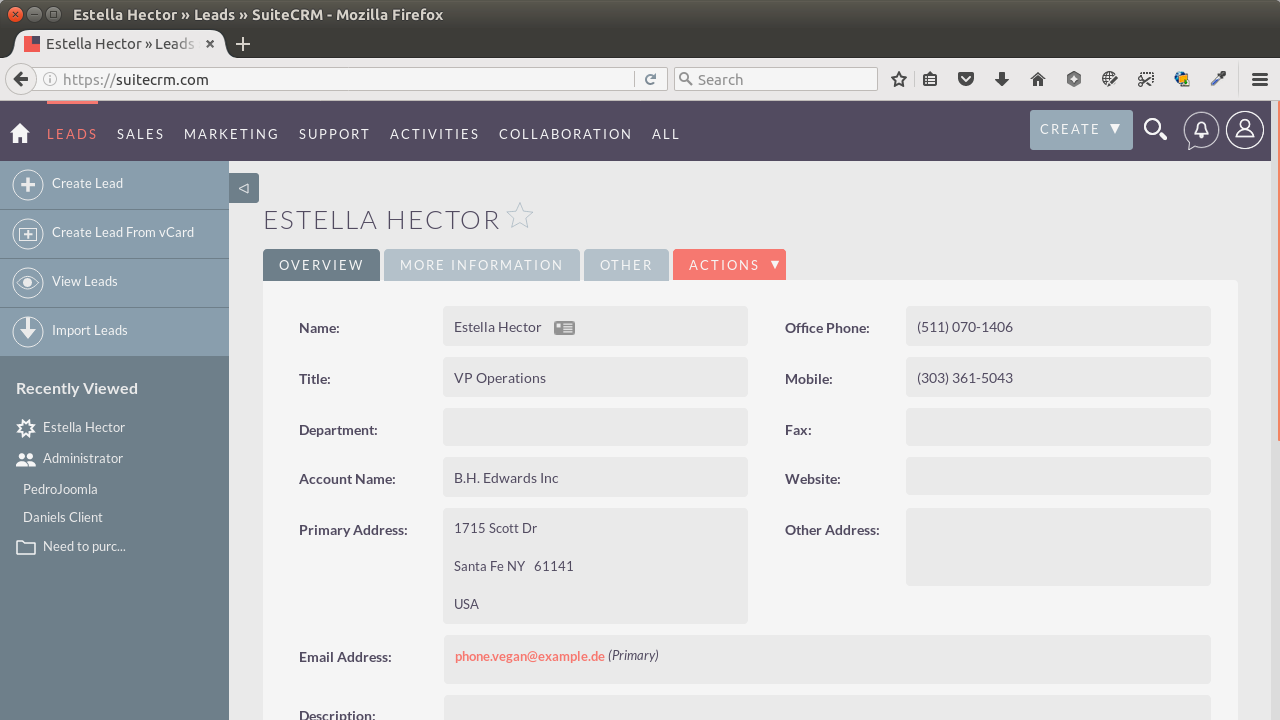 Estella Hector » Leads » SuiteCRM - Mozilla Firefox
Estella Hector » Leads
https://suitecrm.com
Search
LEADS SALES MARKETING SUPPORT ACTIVITIES COLLABORATION ALL
CREATE
Create Lead
Create Lead From vCard
View Leads
Import Leads
Recently Viewed
Estella Hector
Administrator
PedroJoomla
Daniels Client
Need to purc...
ESTELLA HECTOR
OVERVIEW MORE INFORMATION OTHER ACTIONS
Name: Estella Hector Office Phone: (511) 070-1406
Title: VP Operations Mobile: (303) 361-5043
Department: Fax:
Account Name: B.H. Edwards Inc Website:
Primary Address: 1715 Scott Dr Other Address:
Santa Fe NY 61141
USA
Email Address: phone.vegan@example.de (Primary)
Description: